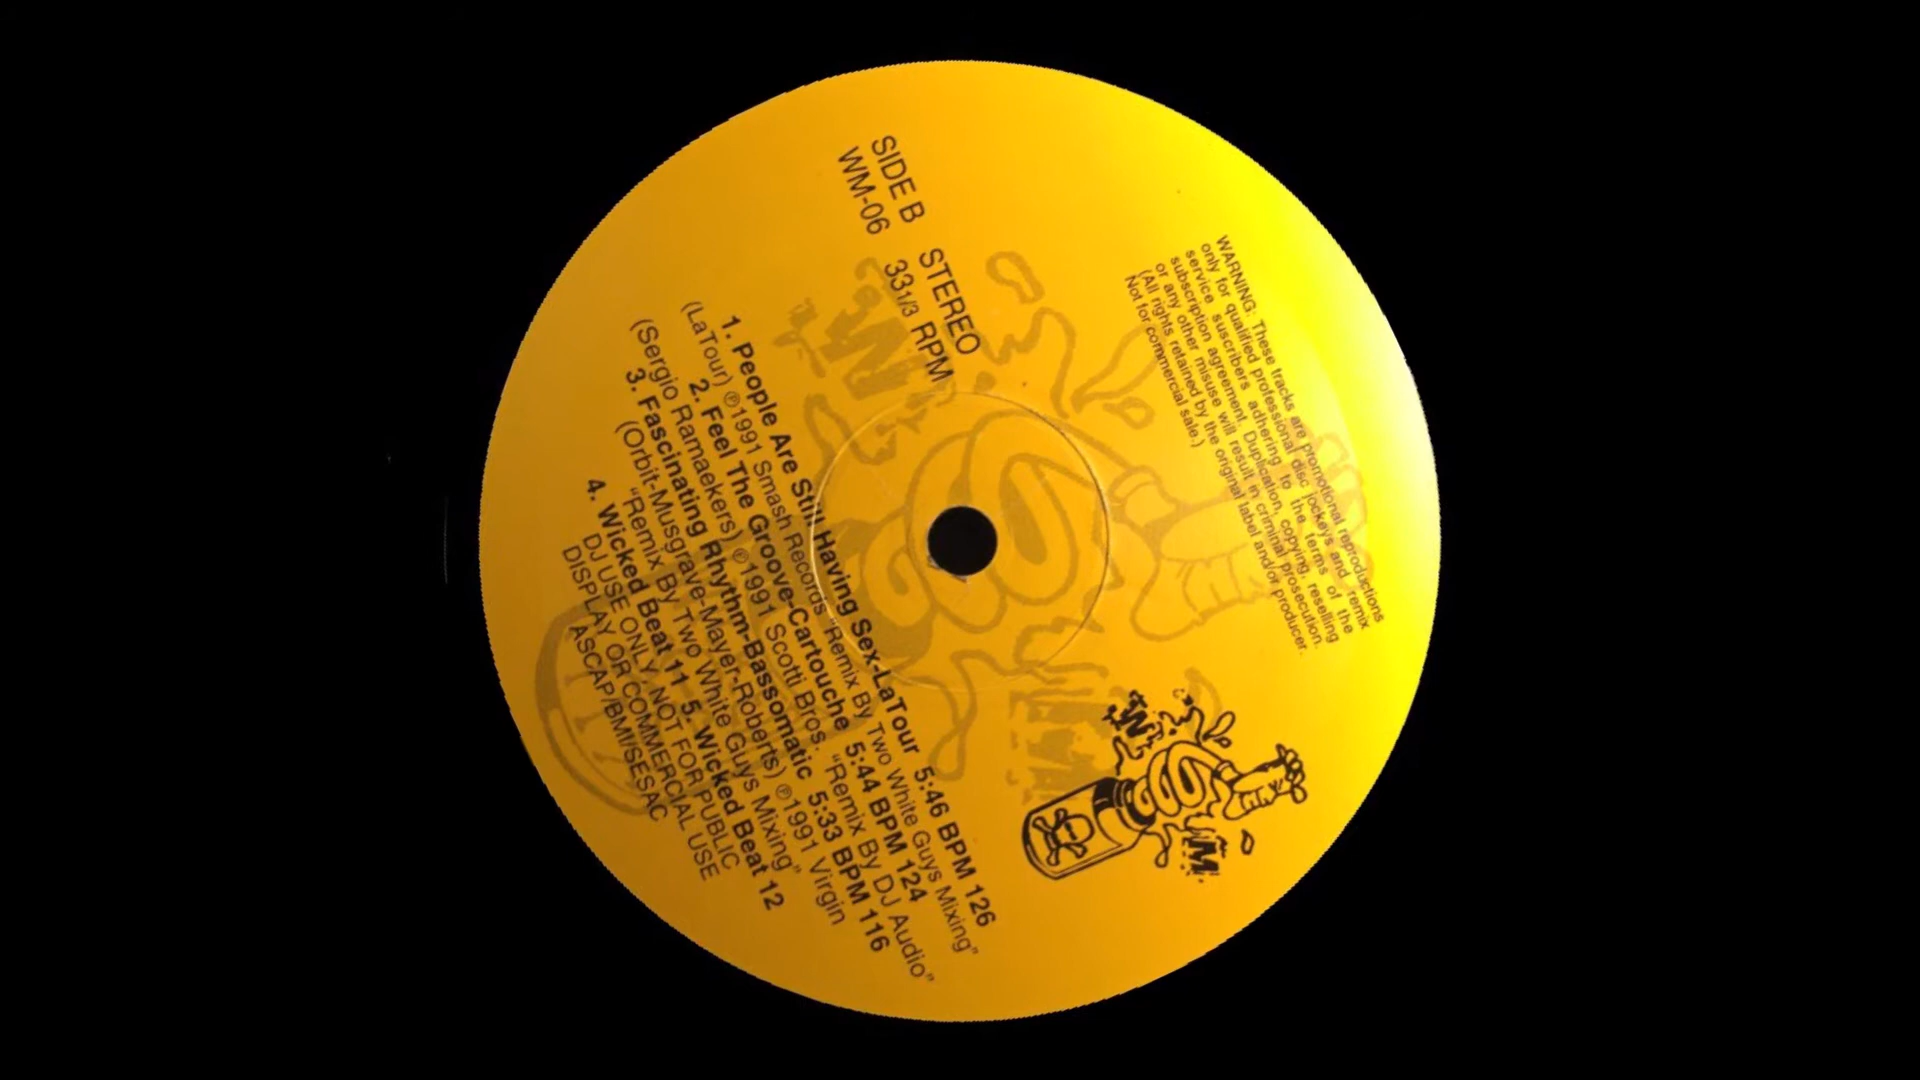 WARNING: These tracks are promotional reproductions
only for qualified professional disc jockeys and remix
service suscribers adhering to the terms of the
subscription agreement. Duplication, copying, reselling
or any other misuse will result in criminal prosecution.
(All rights retained by the original label and/or producer.
Not for commercial sale.)
SIDE B STEREO
WM-06 33 1/3 RPM
1. People Are Still Having Sex-LaTour 5:46 BPM 126
(LaTour) ℗1991 Smash Records "Remix By Two White Guys Mixing"
2. Feel The Groove-Cartouche 5:44 BPM 124
(Sergio Ramaekers) ℗1991 Scotti Bros. "Remix By DJ Audio"
3. Fascinating Rhythm-Bassomatic 5:33 BPM 116
(Orbit-Musgrave-Mayer-Roberts) ℗1991 Virgin
"Remix By Two White Guys Mixing"
4. Wicked Beat 11 5. Wicked Beat 12
DJ USE ONLY, NOT FOR PUBLIC
DISPLAY OR COMMERCIAL USE
ASCAP/BMI/SESAC